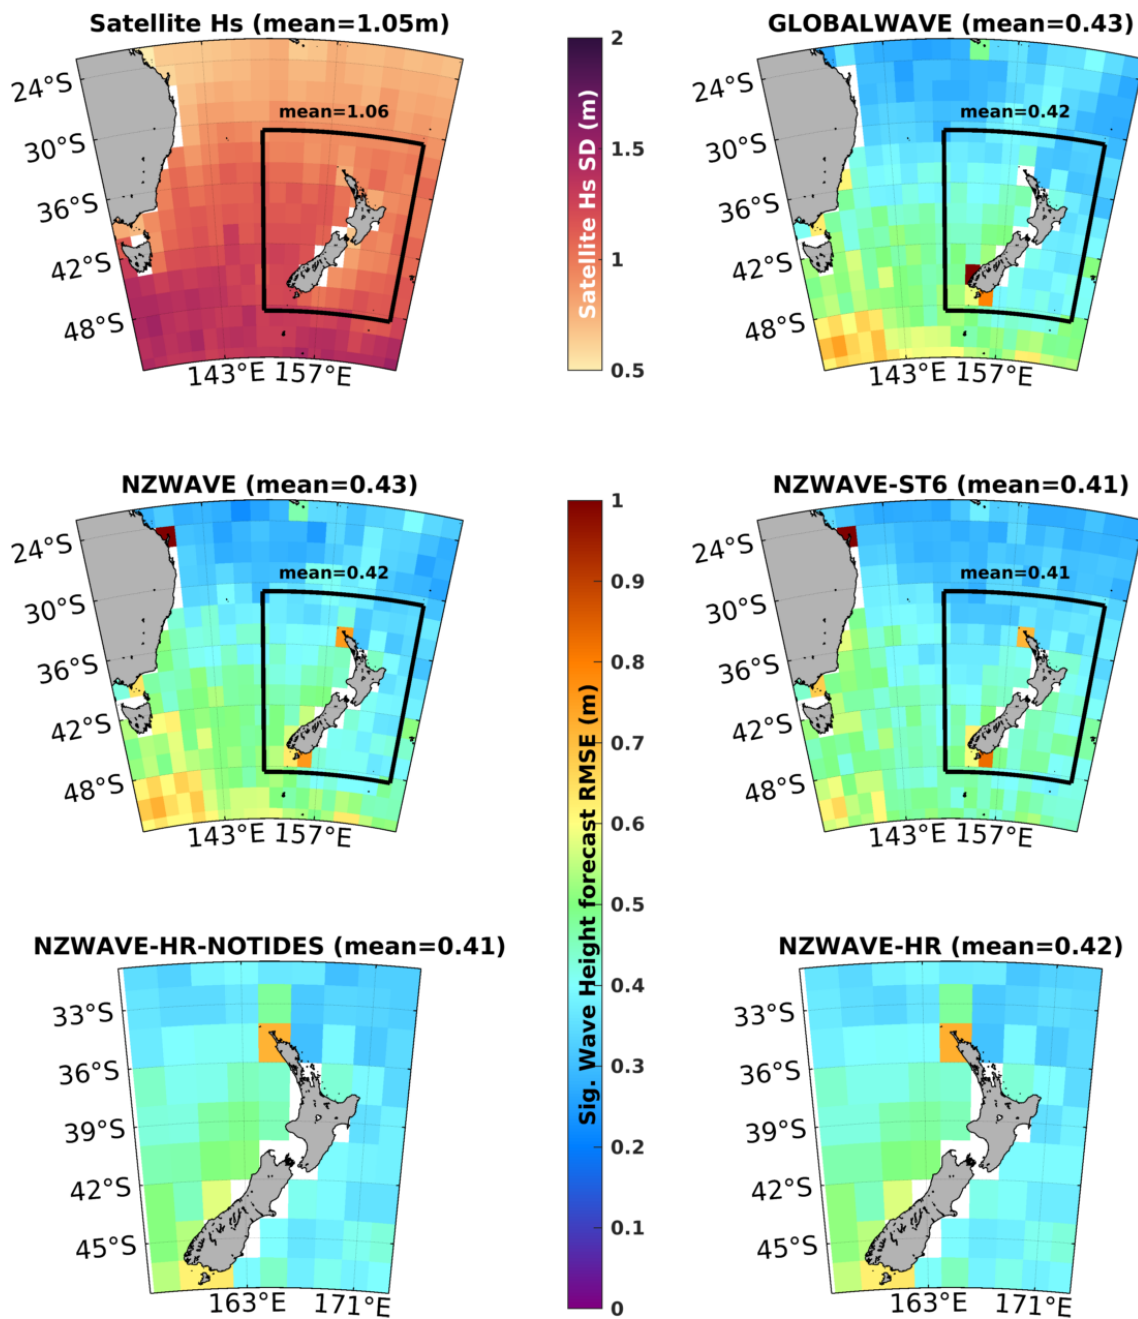 Satellite Hs (mean=1.05m)
24°S
30°S
36°S
42°S
48°S
143°E 157°E
mean=1.06
Satellite Hs SD (m)
2
1.5
1
0.5
GLOBALWAVE (mean=0.43)
24°S
30°S
36°S
42°S
48°S
143°E 157°E
mean=0.42
NZWAVE (mean=0.43)
24°S
30°S
36°S
42°S
48°S
143°E 157°E
mean=0.42
Sig. Wave Height forecast RMSE (m)
1
0.9
0.8
0.7
0.6
0.5
0.4
0.3
0.2
0.1
0
NZWAVE-ST6 (mean=0.41)
24°S
30°S
36°S
42°S
48°S
143°E 157°E
mean=0.41
NZWAVE-HR-NOTIDES (mean=0.41)
33°S
36°S
39°S
42°S
45°S
163°E 171°E
NZWAVE-HR (mean=0.42)
33°S
36°S
39°S
42°S
45°S
163°E 171°E